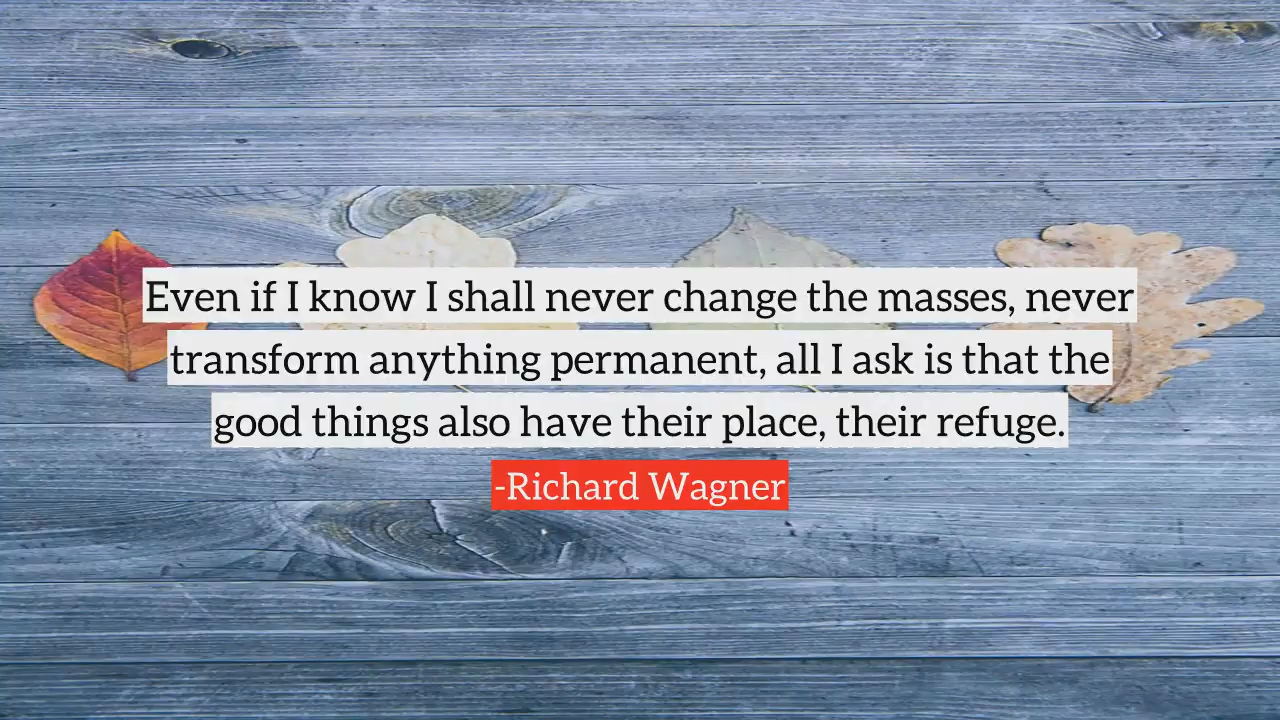 Even if I know I shall never change the masses, never
transform anything permanent, all I ask is that the
good things also have their place, their refuge.
-Richard Wagner